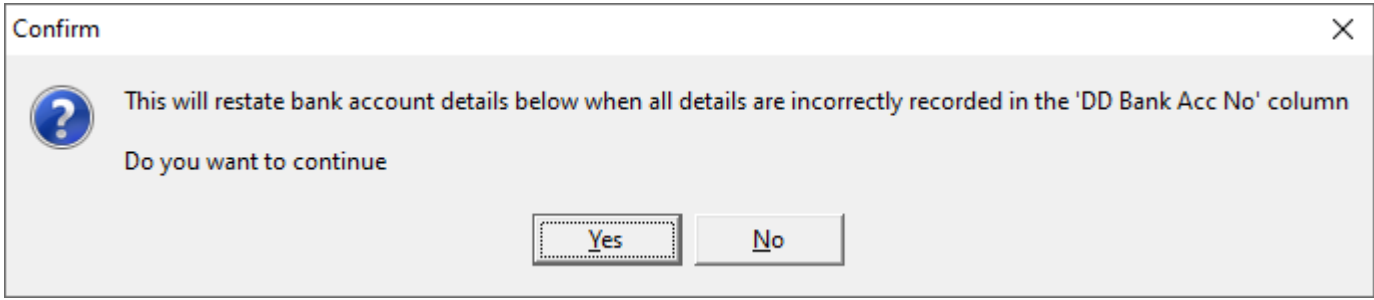 Confirm
This will restate bank account details below when all details are incorrectly recorded in the 'DD Bank Acc No' column
Do you want to continue
Yes
No